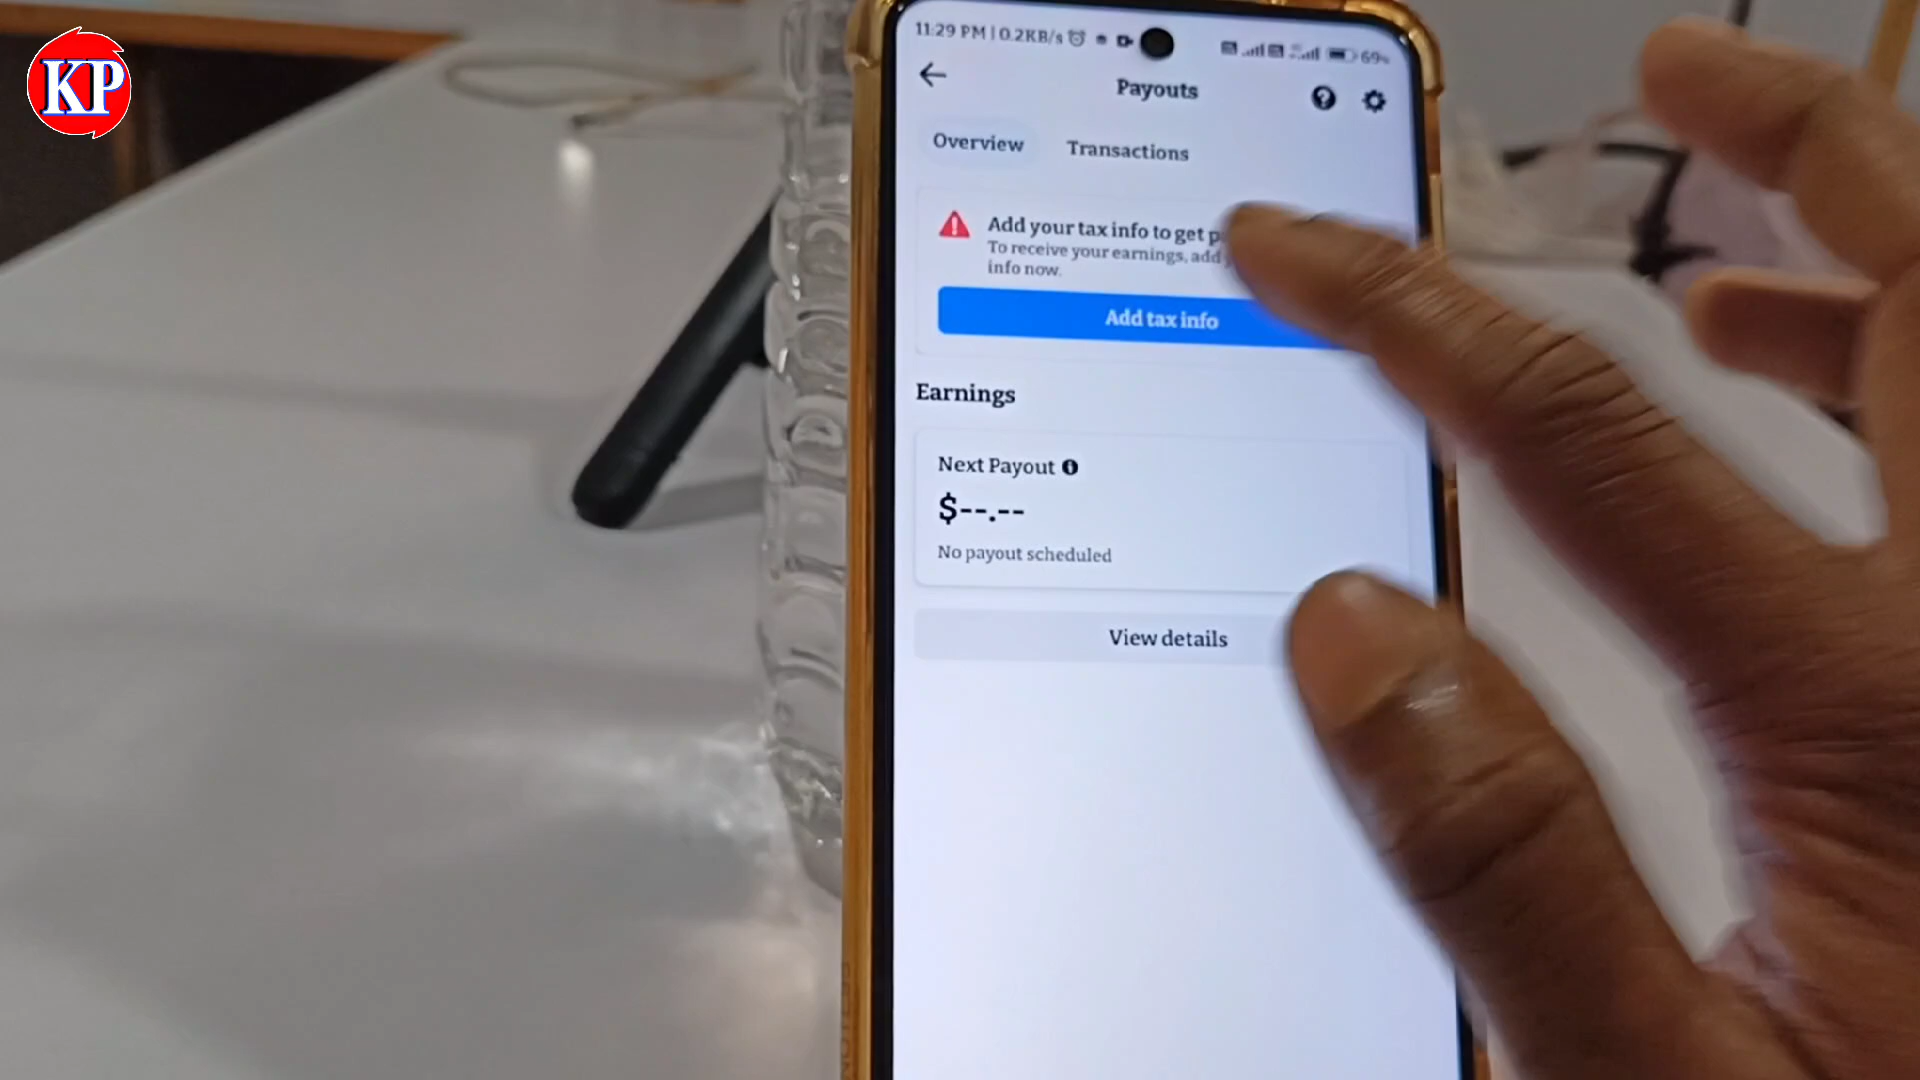 KP
11:29 PM | 0.2KB/s
69%
Payouts
Overview Transactions
Add your tax info to get
To receive your earnings, add
info now.
Add tax info
Earnings
Next Payout
$--.--
No payout scheduled
View details